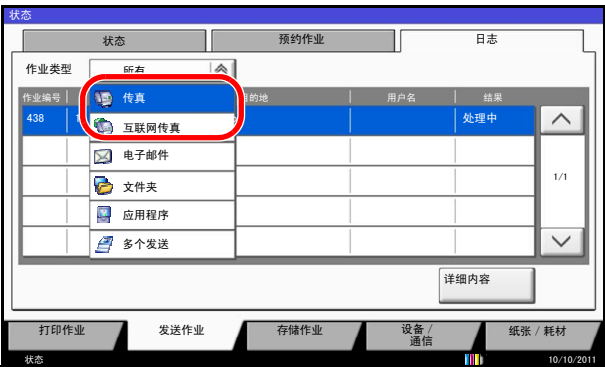 状态
状态 预约作业 日志
作业类型 所有
作业编号 目的地 用户名 结果
438 1 处理中
传真
互联网传真
电子邮件
文件夹
应用程序
多个发送
1/1
详细内容
打印作业 发送作业 存储作业 设备 / 通信 纸张 / 耗材
状态 10/10/2011